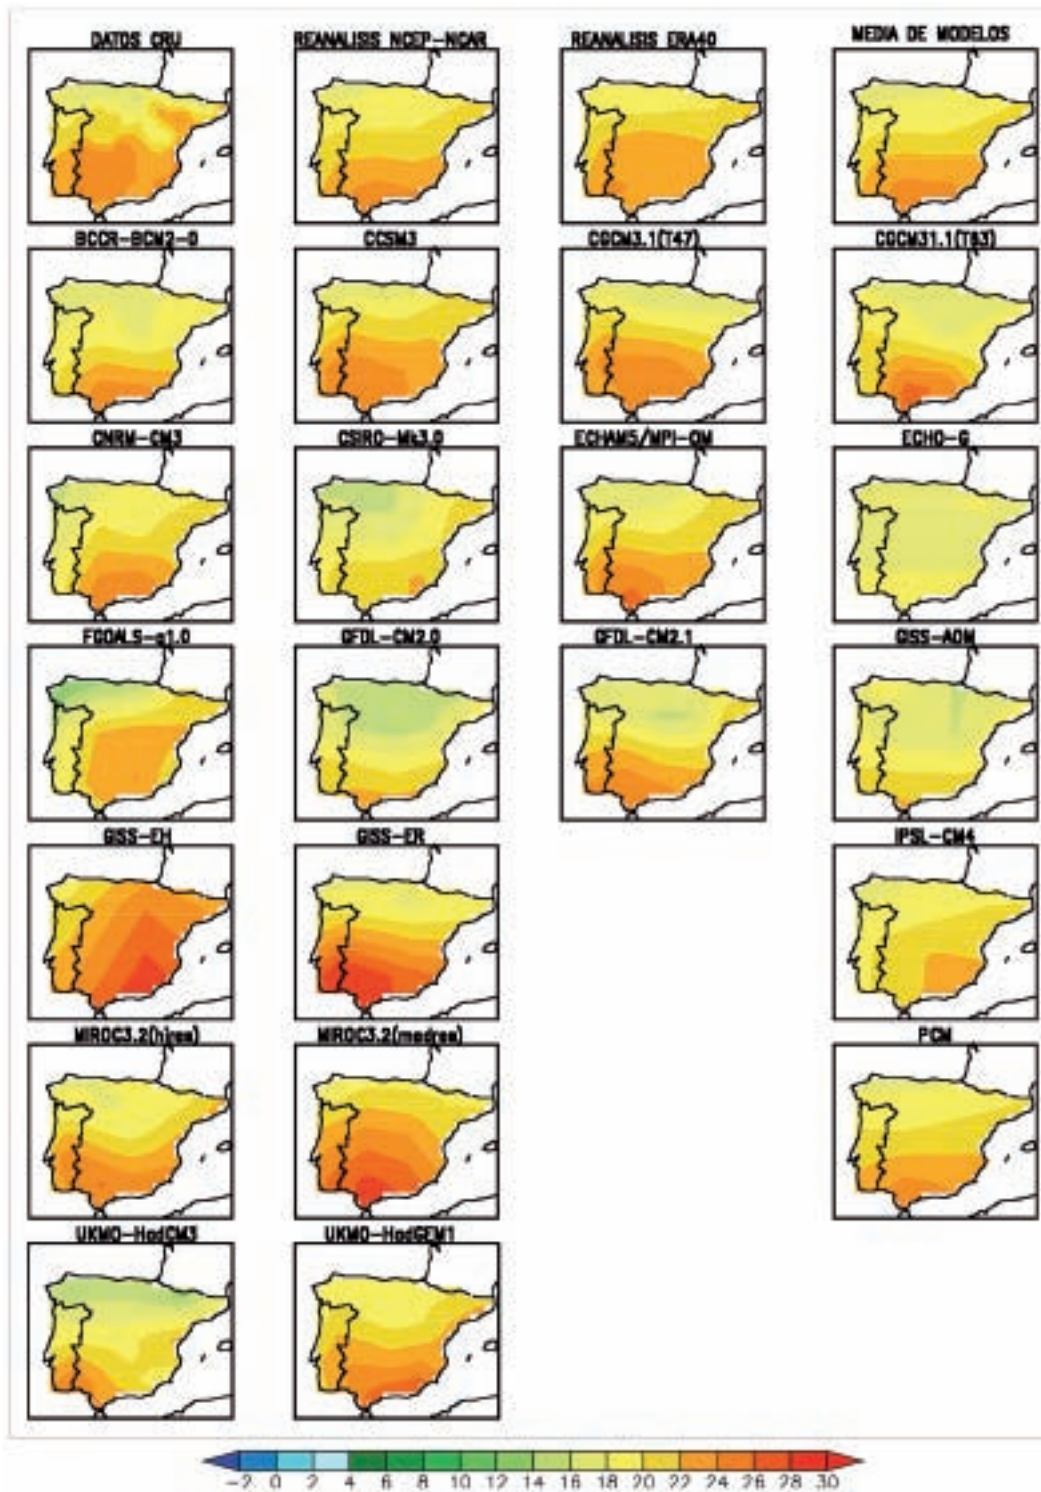 DATOS CRU
REANALISIS NCEP-NCAR
REANALISIS ERA40
MEDIA DE MODELOS
BCCR-BCM2-0
CCSM3
CGCM3.1(T47)
CGCM31.1(T63)
CNRM-CM3
CSIRO-Mk3.0
ECHAM5/MPI-OM
ECHO-G
FGOALS-g1.0
GFDL-CM2.0
GFDL-CM2.1
GISS-AOM
GISS-EH
GISS-ER
IPSL-CM4
MIROC3.2(hires)
MIROC3.2(medres)
PCM
UKMO-HadCM3
UKMO-HadGEM1
-2 0 2 4 6 8 10 12 14 16 18 20 22 24 26 28 30